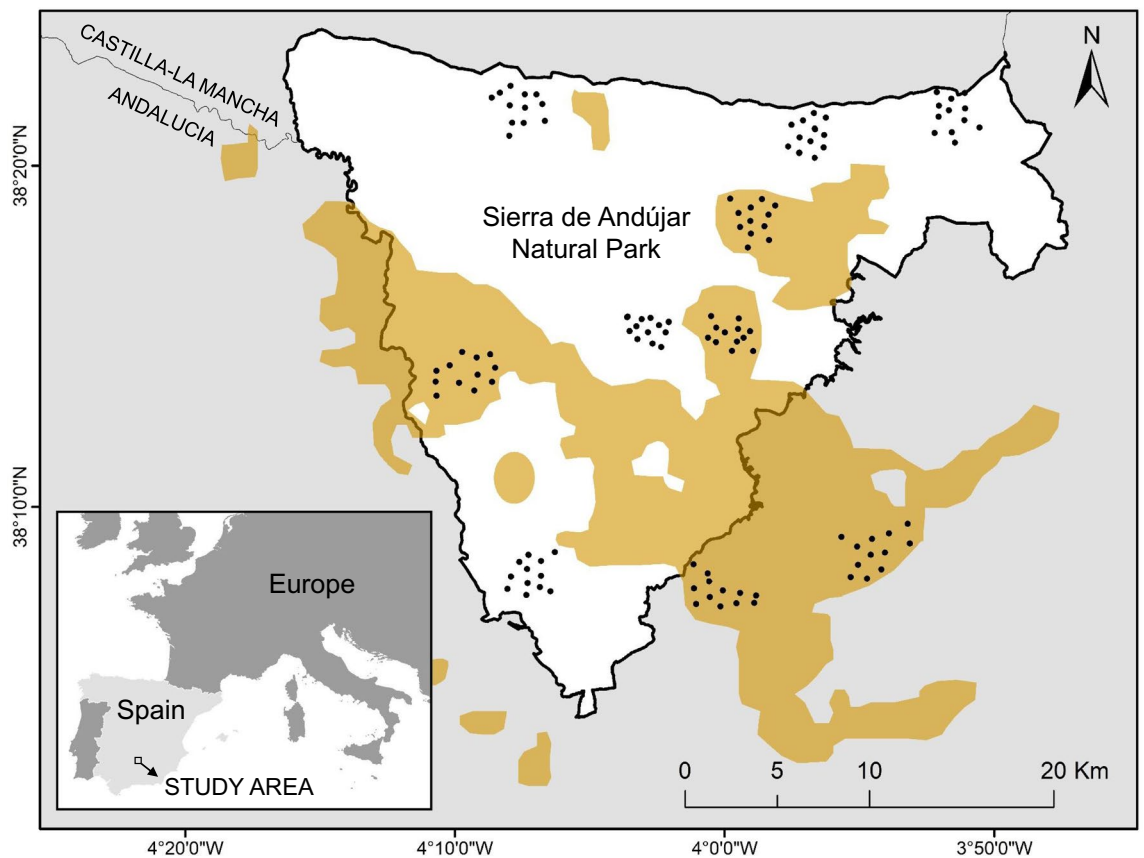 CASTILLA-LA MANCHA
ANDALUCIA
N
38°20'0"N
Sierra de Andújar
Natural Park
38°10'0"N
Europe
Spain
STUDY AREA
0 5 10 20 Km
4°20'0"W 4°10'0"W 4°0'0"W 3°50'0"W